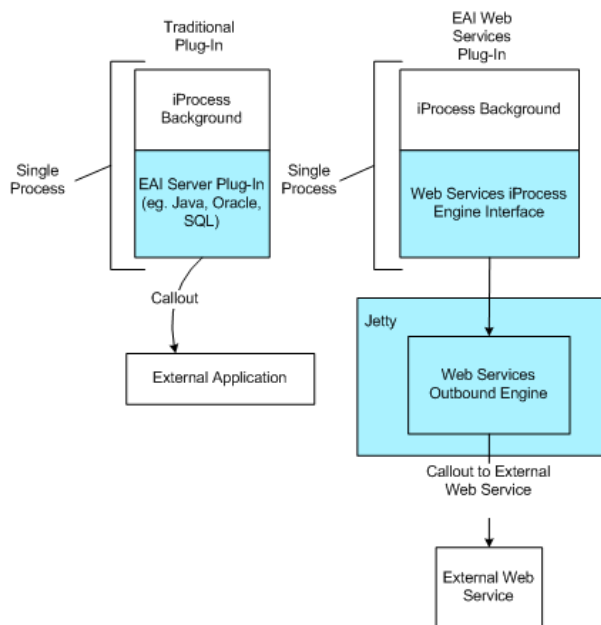 Traditional
Plug-In
iProcess
Background
Single
Process
EAI Server Plug-In
(eg. Java, Oracle,
SQL)
Callout
External Application
EAI Web
Services
Plug-In
iProcess Background
Single
Process
Web Services iProcess
Engine Interface
Jetty
Web Services
Outbound Engine
Callout to External
Web Service
External Web
Service